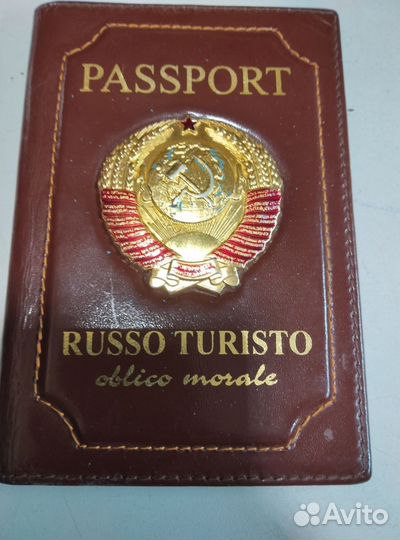 PASSPORT
RUSSO TURISTO
oblico morale
Avito